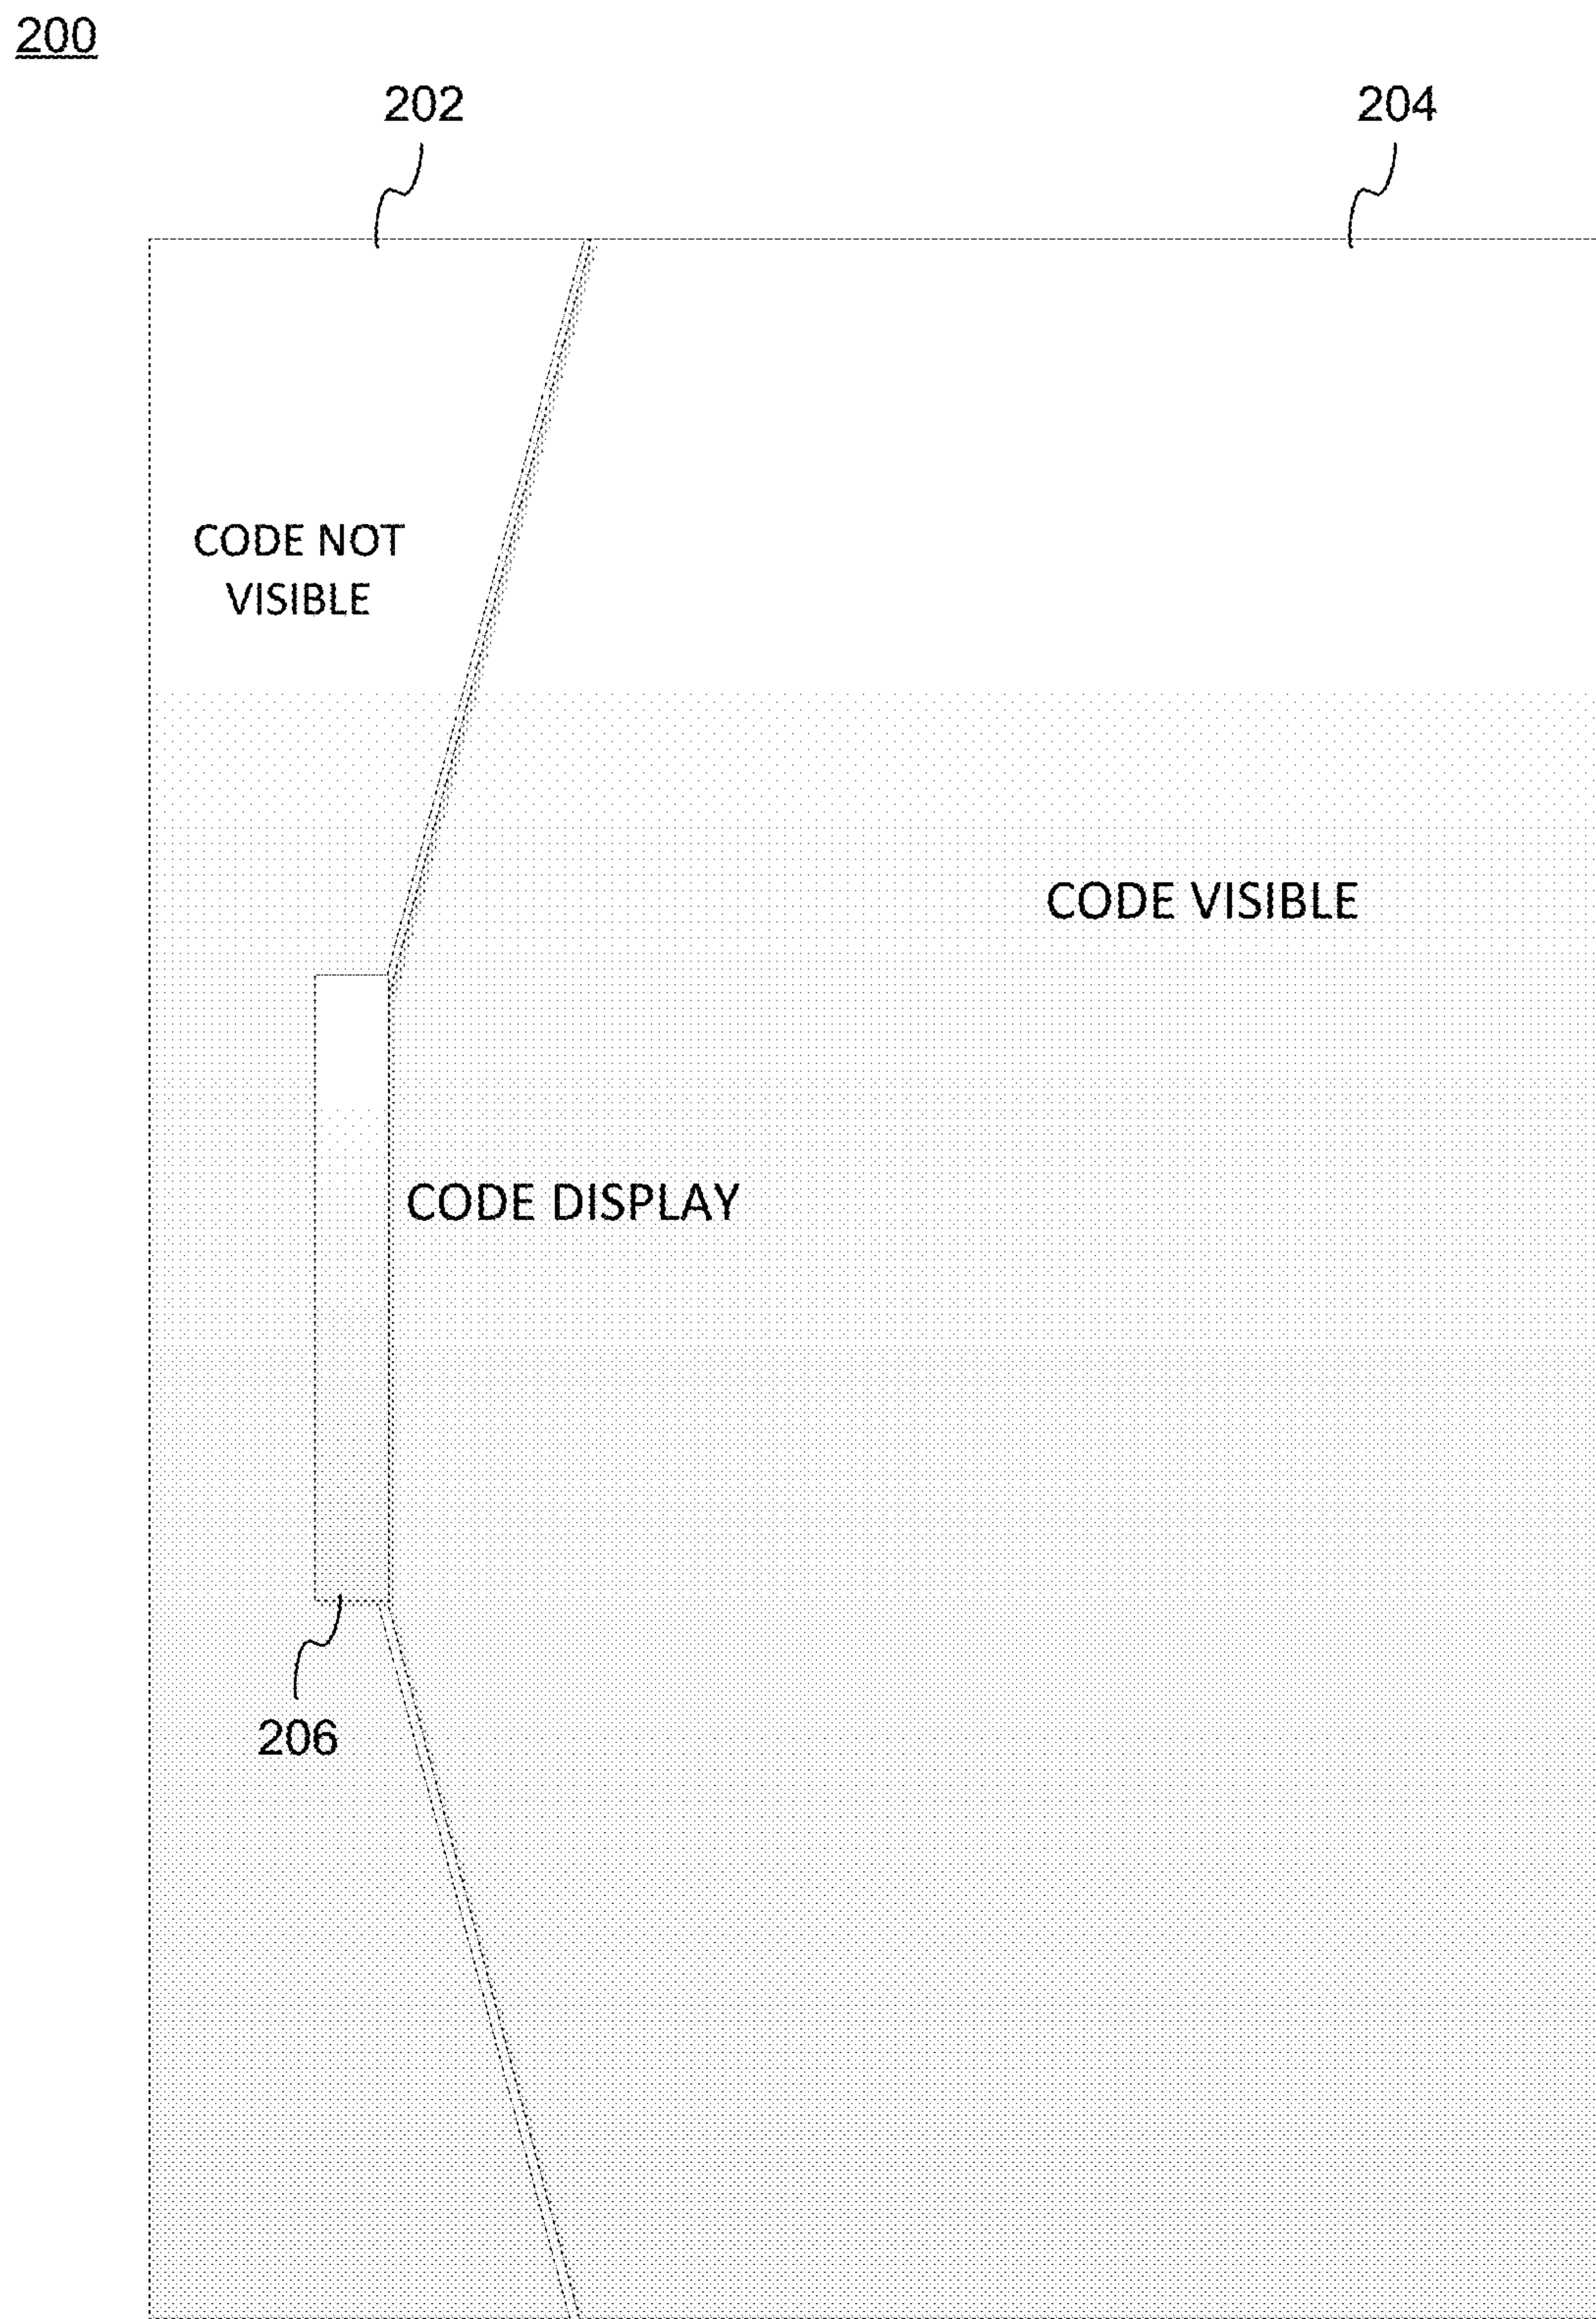 200
202
204
CODE NOT
VISIBLE
CODE VISIBLE
CODE DISPLAY
206